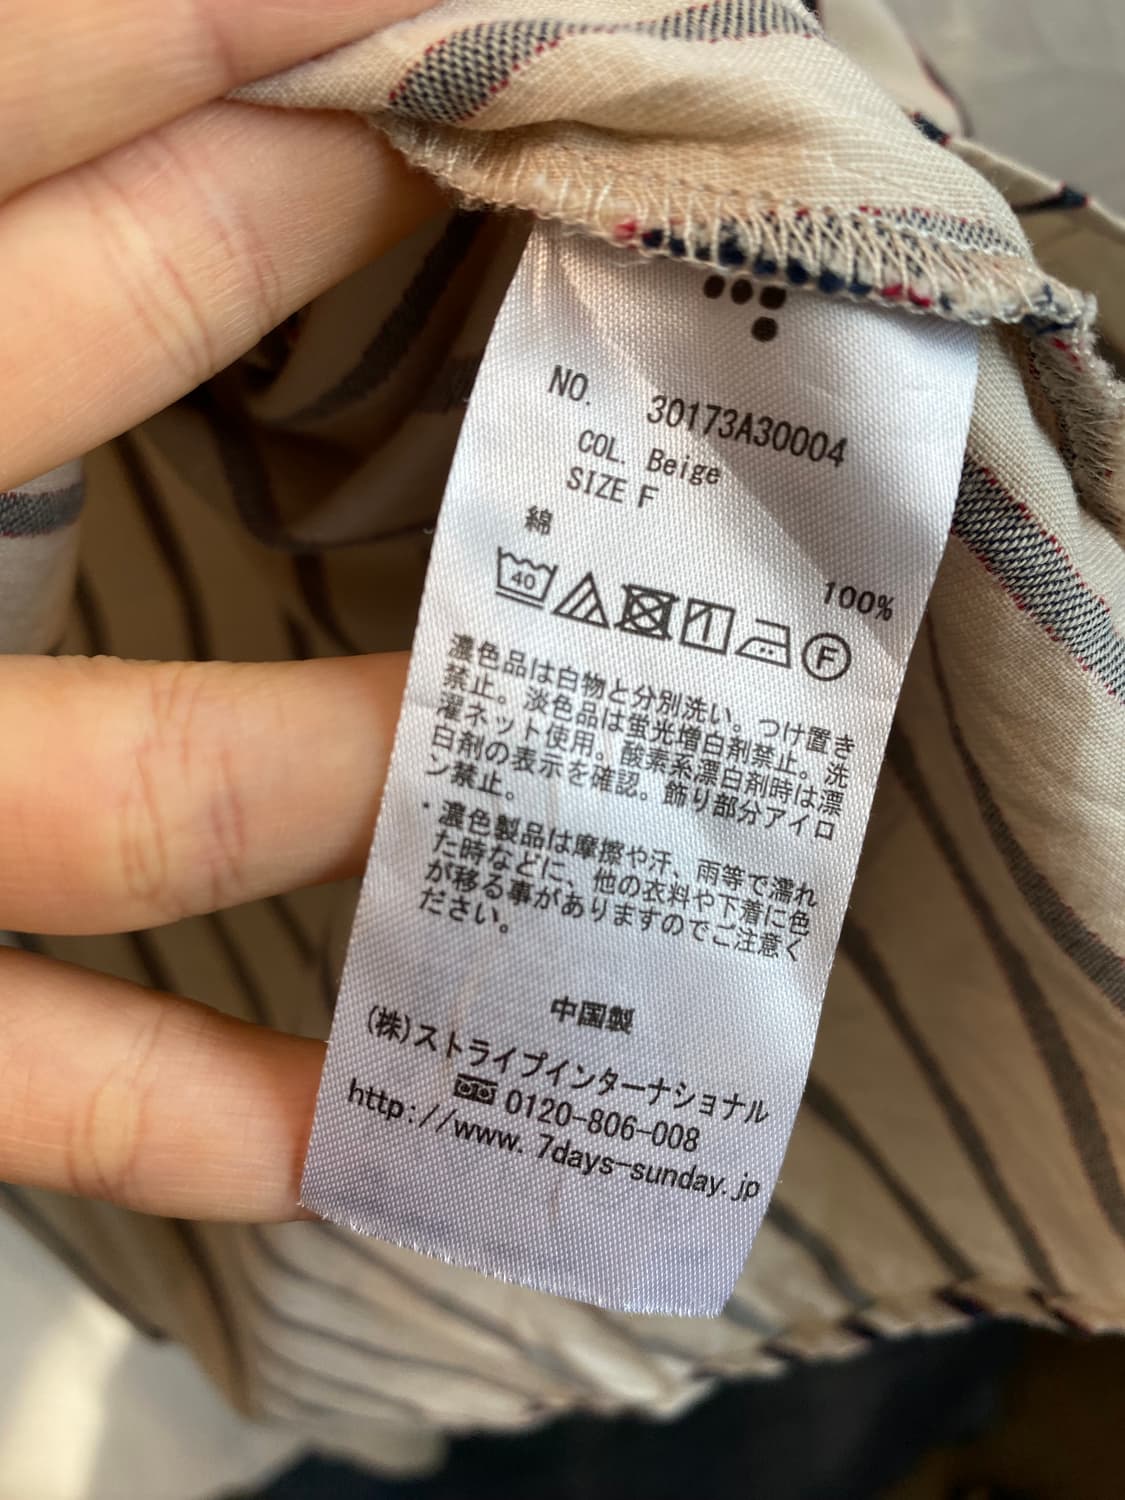 NO. 30173A30004
COL. Beige
SIZE F
綿 100%
40
F
濃色品は白物と分別洗い。つけ置き
禁止。淡色品は蛍光増白剤禁止。洗
濯ネット使用。酸素系漂白剤時は漂
白剤の表示を確認。飾り部分アイロ
ン禁止。
・濃色製品は摩擦や汗、雨等で濡れ
た時などに、他の衣料や下着に色
が移る事がありますのでご注意く
ださい。
中国製
(株)ストライプインターナショナル
0120-806-008
http://www.7days-sunday.jp